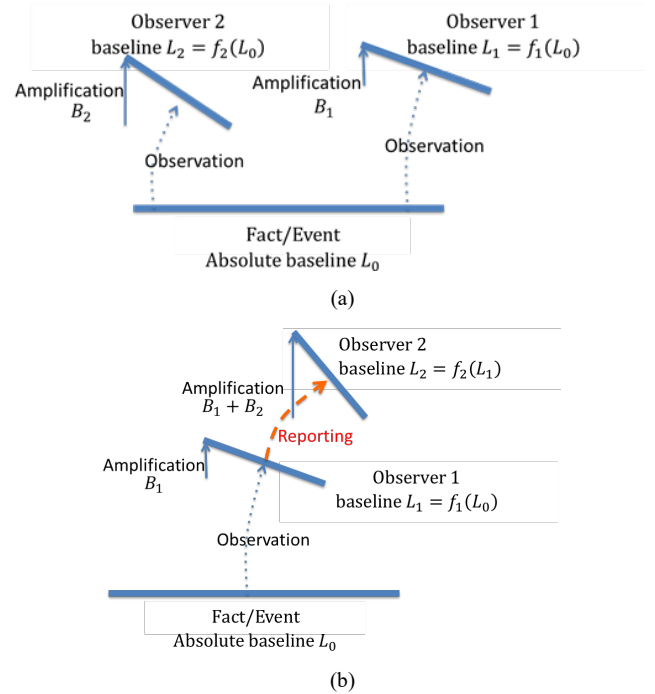 Observer 2
baseline L₂ = f₂(L₀)
Observer 1
baseline L₁ = f₁(L₀)
Amplification
B₂
Amplification
B₁
Observation
Observation
Fact/Event
Absolute baseline L₀
(a)
Observer 2
baseline L₂ = f₂(L₁)
Amplification
B₁ + B₂
Reporting
Amplification
B₁
Observer 1
baseline L₁ = f₁(L₀)
Observation
Fact/Event
Absolute baseline L₀
(b)